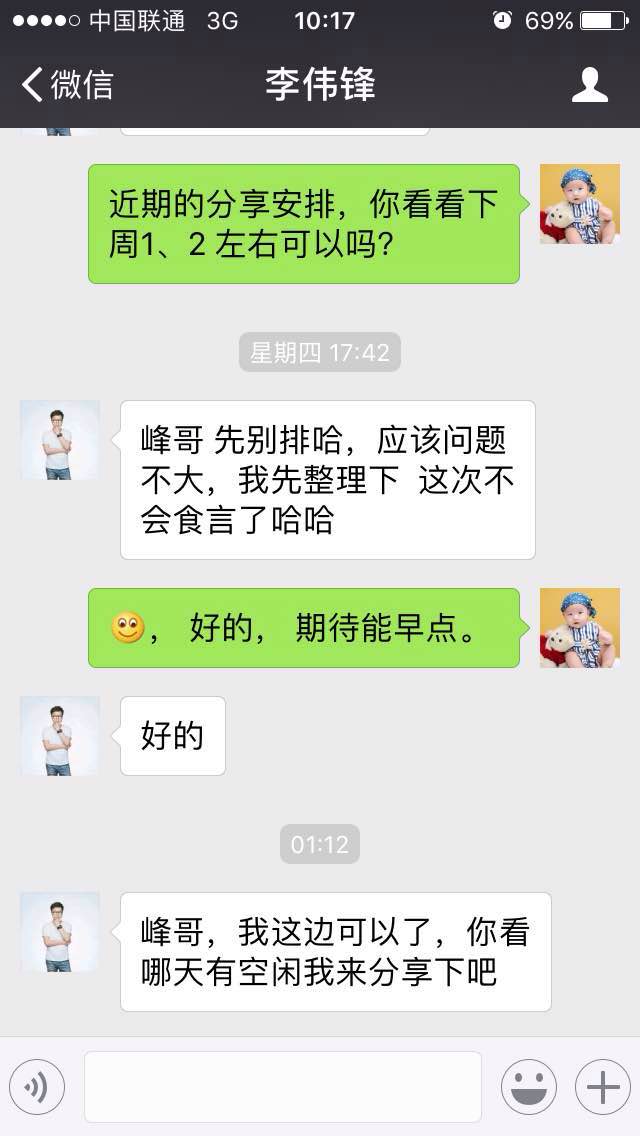 中国联通 3G 10:17 69%
微信 李伟锋
近期的分享安排，你看看下
周1、2 左右可以吗?
星期四 17:42
峰哥 先别排哈，应该问题
不大，我先整理下 这次不
会食言了哈哈
， 好的， 期待能早点。
好的
01:12
峰哥，我这边可以了，你看
哪天有空闲我来分享下吧